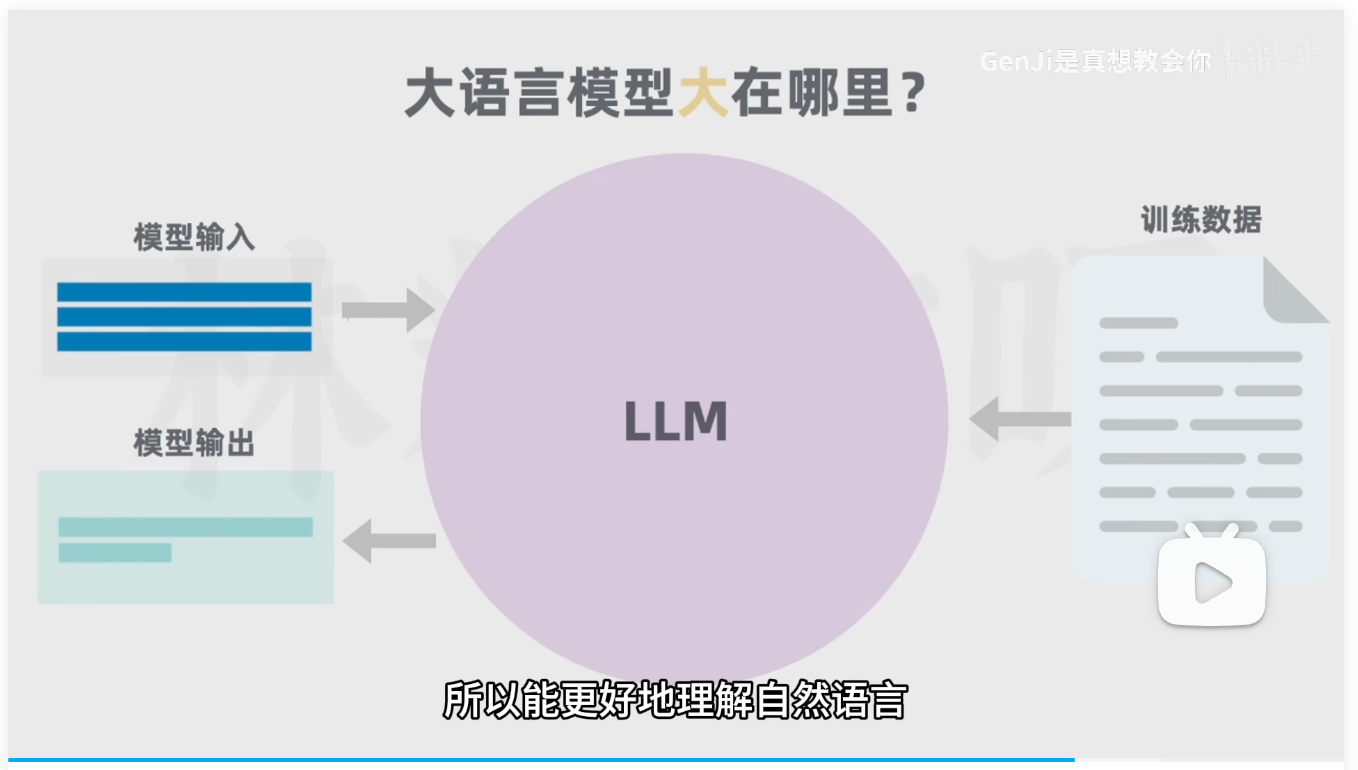 GenJi是真想教会你 bilibili
大语言模型大在哪里？
模型输入
训练数据
LLM
模型输出
所以能更好地理解自然语言